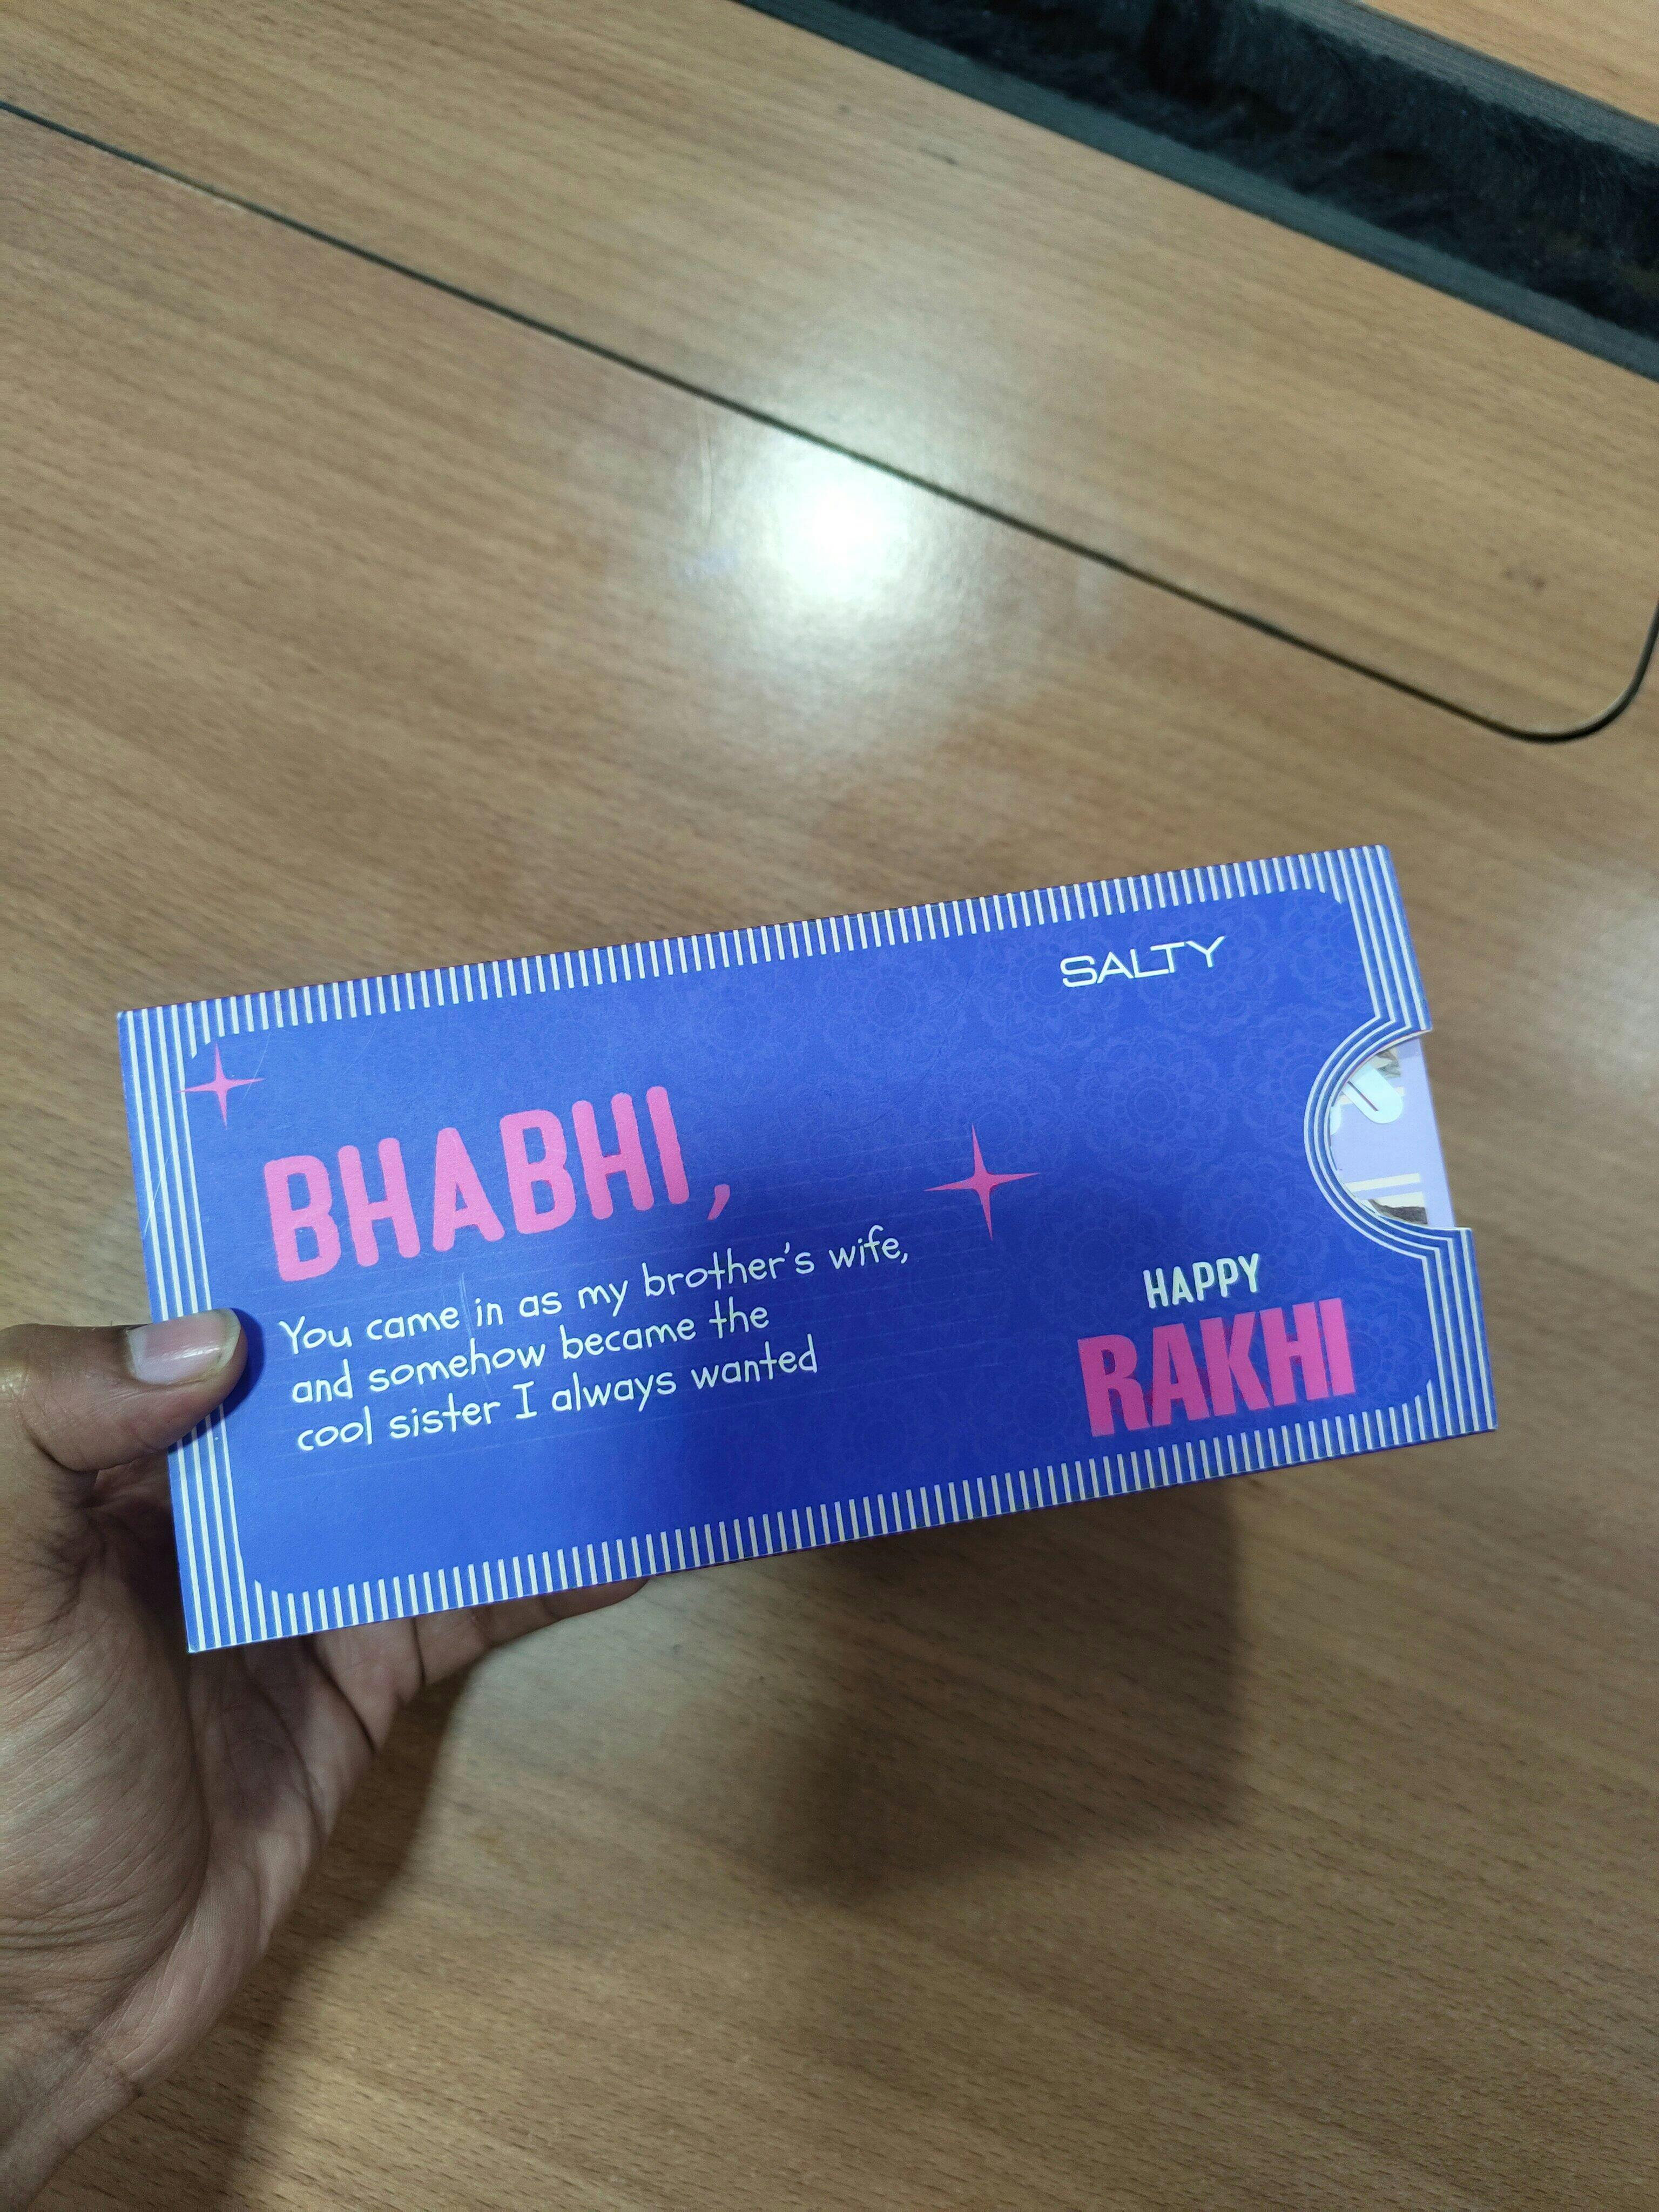 SALTY
BHABHI,
You came in as my brother's wife,
and somehow became the
cool sister I always wanted
HAPPY
RAKHI